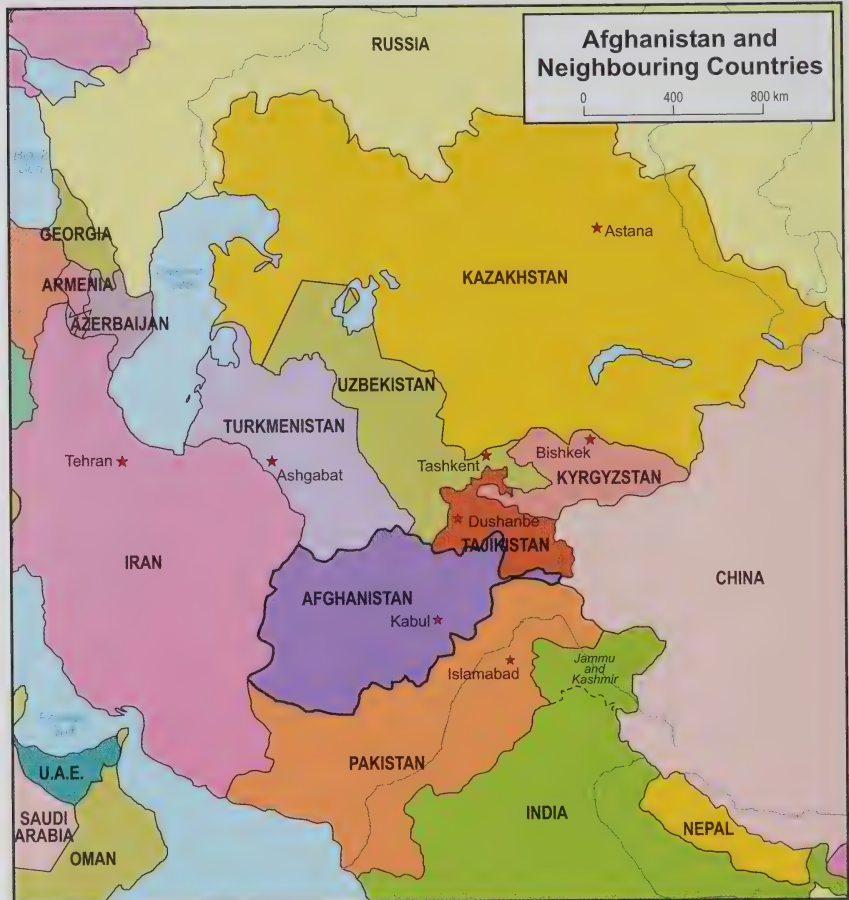 Afghanistan and
Neighbouring Countries
0 400 800 km
RUSSIA
Astana
GEORGIA
KAZAKHSTAN
ARMENIA
AZERBAIJAN
UZBEKISTAN
TURKMENISTAN
Tehran
Ashgabat
Tashkent
Bishkek
KYRGYZSTAN
Dushanbe
TAJIKISTAN
IRAN
AFGHANISTAN
CHINA
Kabul
Islamabad
Jammu
and
Kashmir
PAKISTAN
U.A.E.
INDIA
SAUDI
ARABIA
NEPAL
OMAN